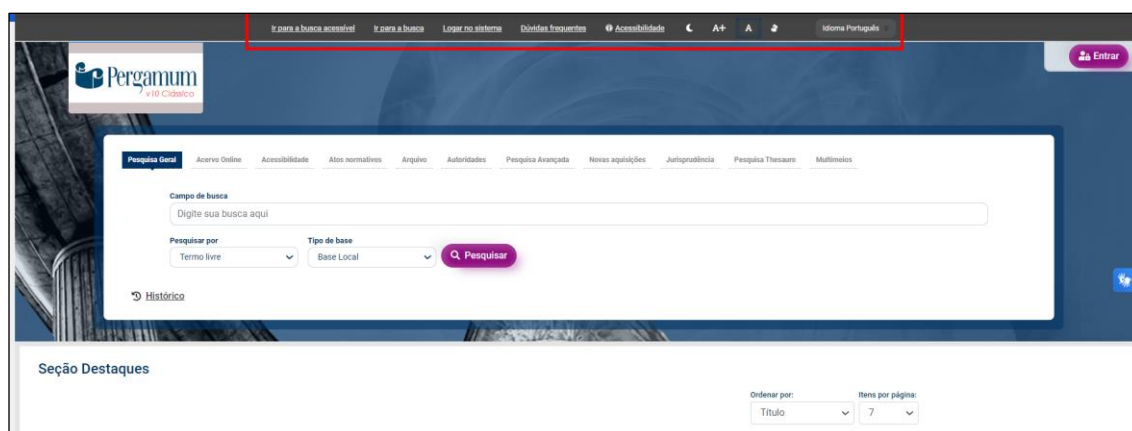 Ir para a busca acessível Ir para a busca Logar no sistema Dúvidas frequentes Acessibilidade A+ A Idioma Português
Entrar
Pergamum
v10 Clássico
Pesquisa Geral Acervo Online Acessibilidade Atos normativos Arquivo Autoridades Pesquisa Avançada Novas aquisições Jurisprudência Pesquisa Thesauro Multimeios
Campo de busca
Digite sua busca aqui
Pesquisar por Tipo de base
Termo livre Base Local Pesquisar
Histórico
Seção Destaques
Ordenar por: Itens por página:
Título 7